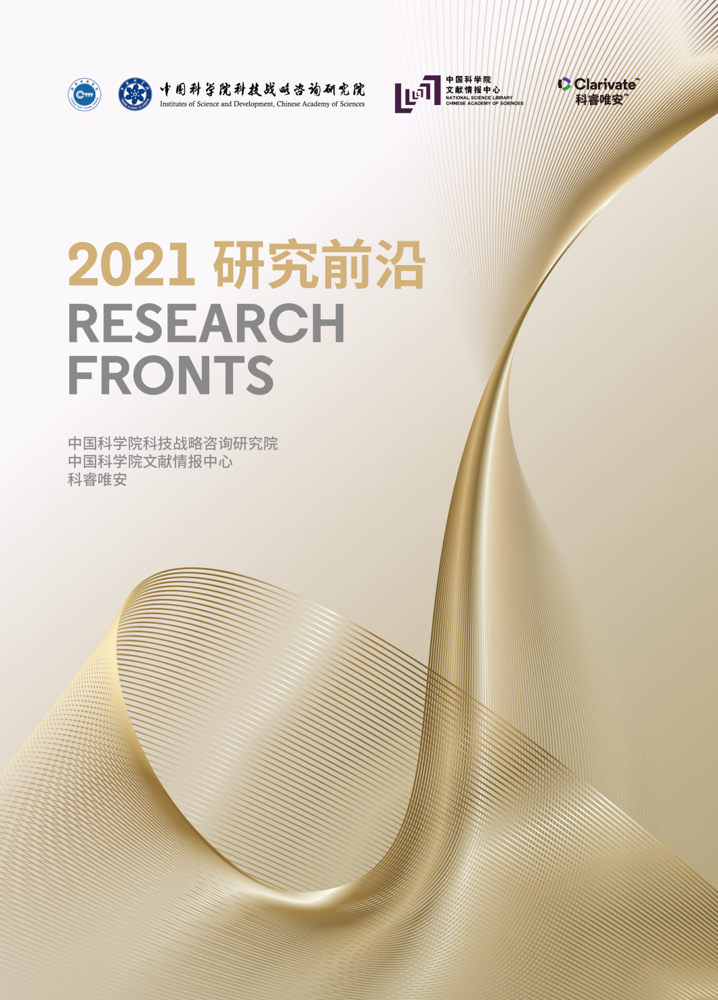 中国科学院科技战略咨询研究院
Institutes of Science and Development, Chinese Academy of Sciences
中国科学院
文献情报中心
NATIONAL SCIENCE LIBRARY
CHINESE ACADEMY OF SCIENCES
Clarivate™
科睿唯安™
2021 研究前沿
RESEARCH
FRONTS
中国科学院科技战略咨询研究院
中国科学院文献情报中心
科睿唯安